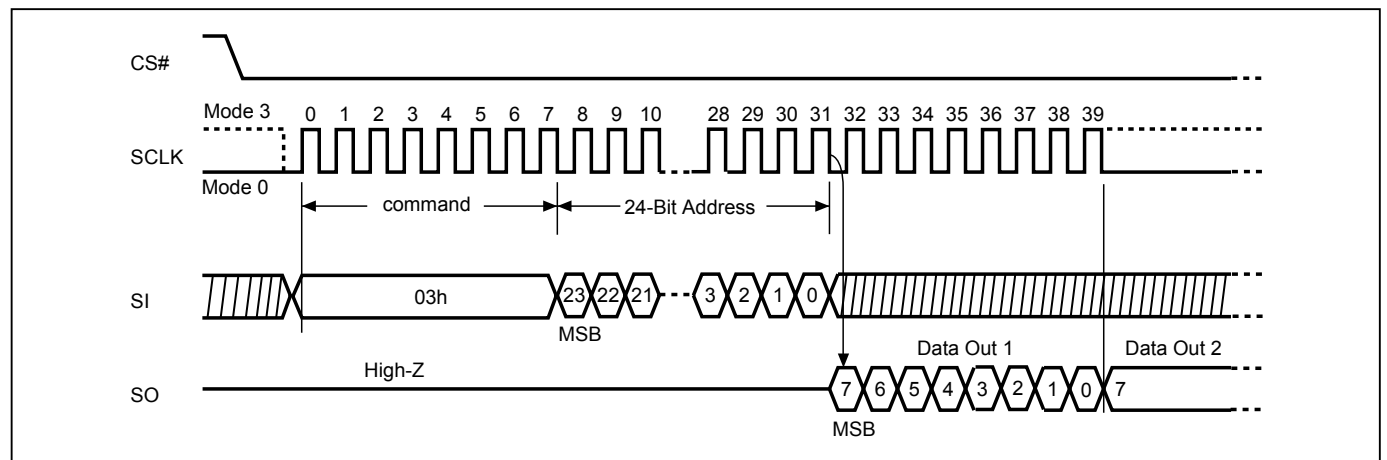 CS#
Mode 3
0 1 2 3 4 5 6 7 8 9 10 28 29 30 31 32 33 34 35 36 37 38 39
SCLK
Mode 0
command
24-Bit Address
SI
03h
23 22 21 3 2 1 0
MSB
Data Out 1
Data Out 2
High-Z
SO
7 6 5 4 3 2 1 0 7
MSB